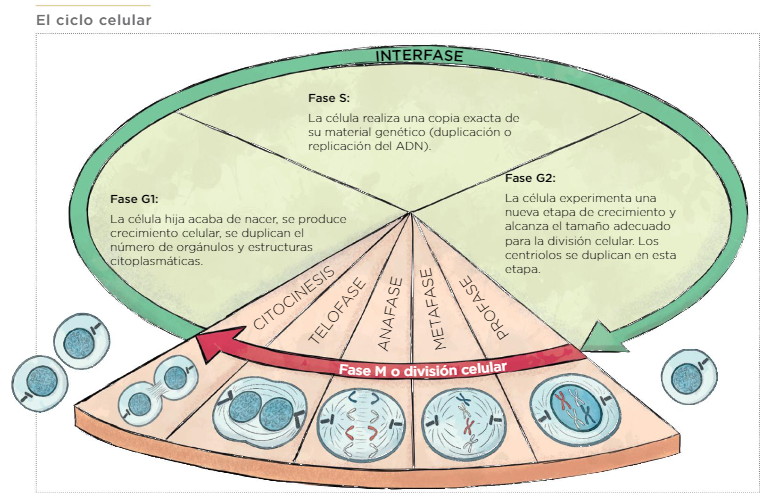 El ciclo celular
INTERFASE
Fase S:
La célula realiza una copia exacta de
su material genético (duplicación o
replicación del ADN).
Fase G1:
La célula hija acaba de nacer, se produce
crecimiento celular, se duplican el
número de orgánulos y estructuras
citoplasmáticas.
Fase G2:
La célula experimenta una
nueva etapa de crecimiento y
alcanza el tamaño adecuado
para la división celular. Los
centriolos se duplican en esta
etapa.
CITOCINESIS
TELOFASE
ANAFASE
METAFASE
PROFASE
Fase M o división celular